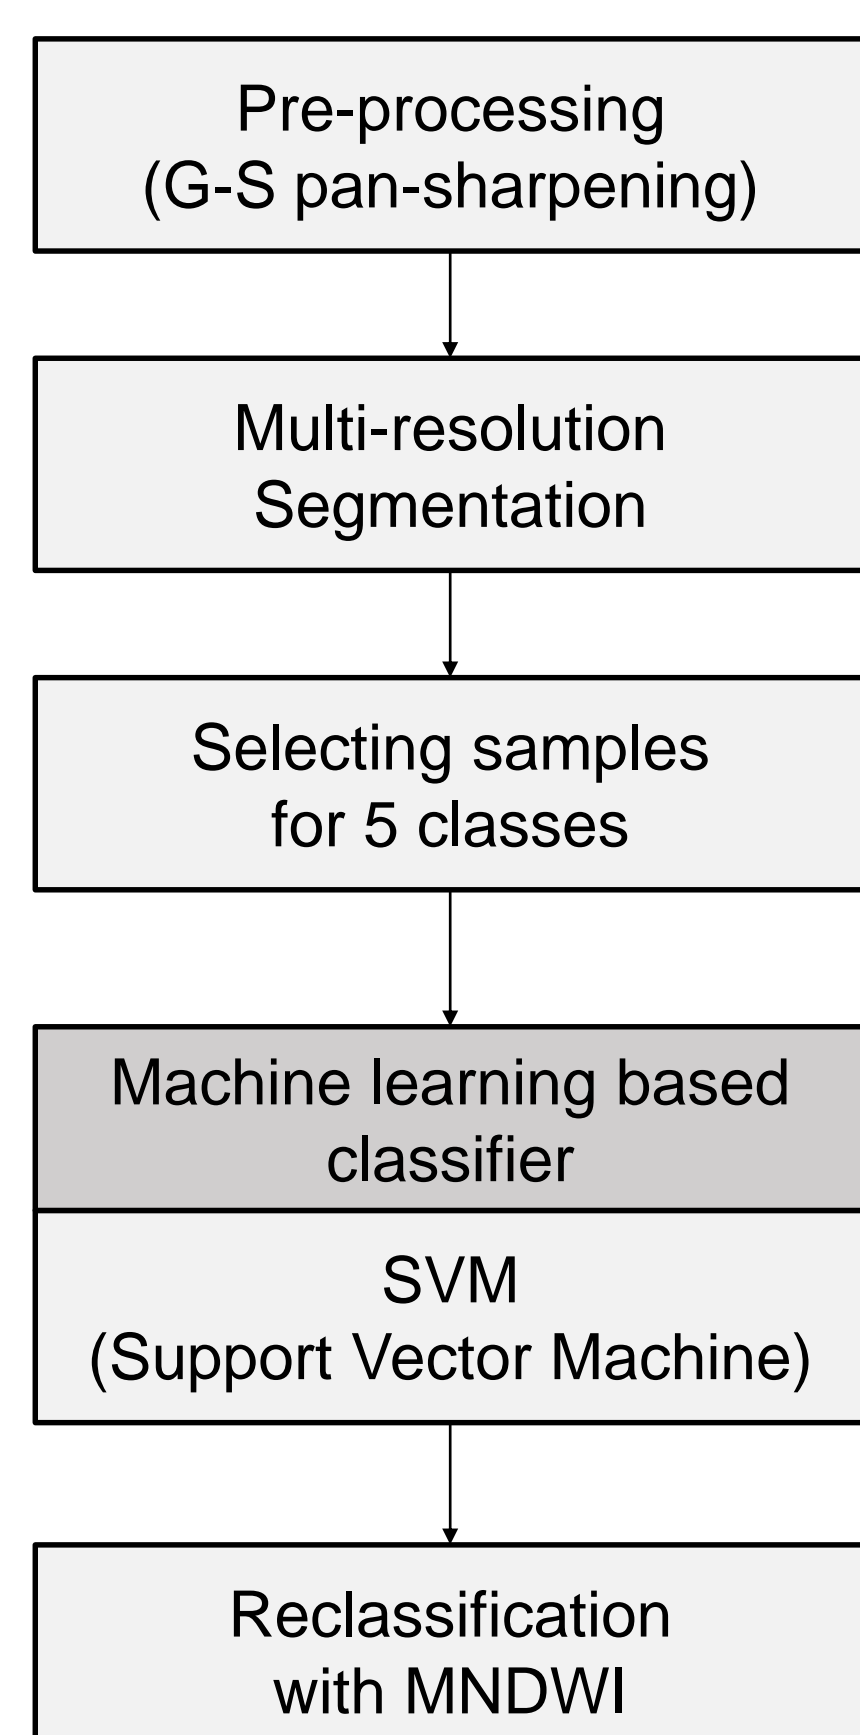 Pre-processing
(G-S pan-sharpening)
Multi-resolution
Segmentation
Selecting samples
for 5 classes
Machine learning based
classifier
SVM
(Support Vector Machine)
Reclassification
with MNDWI